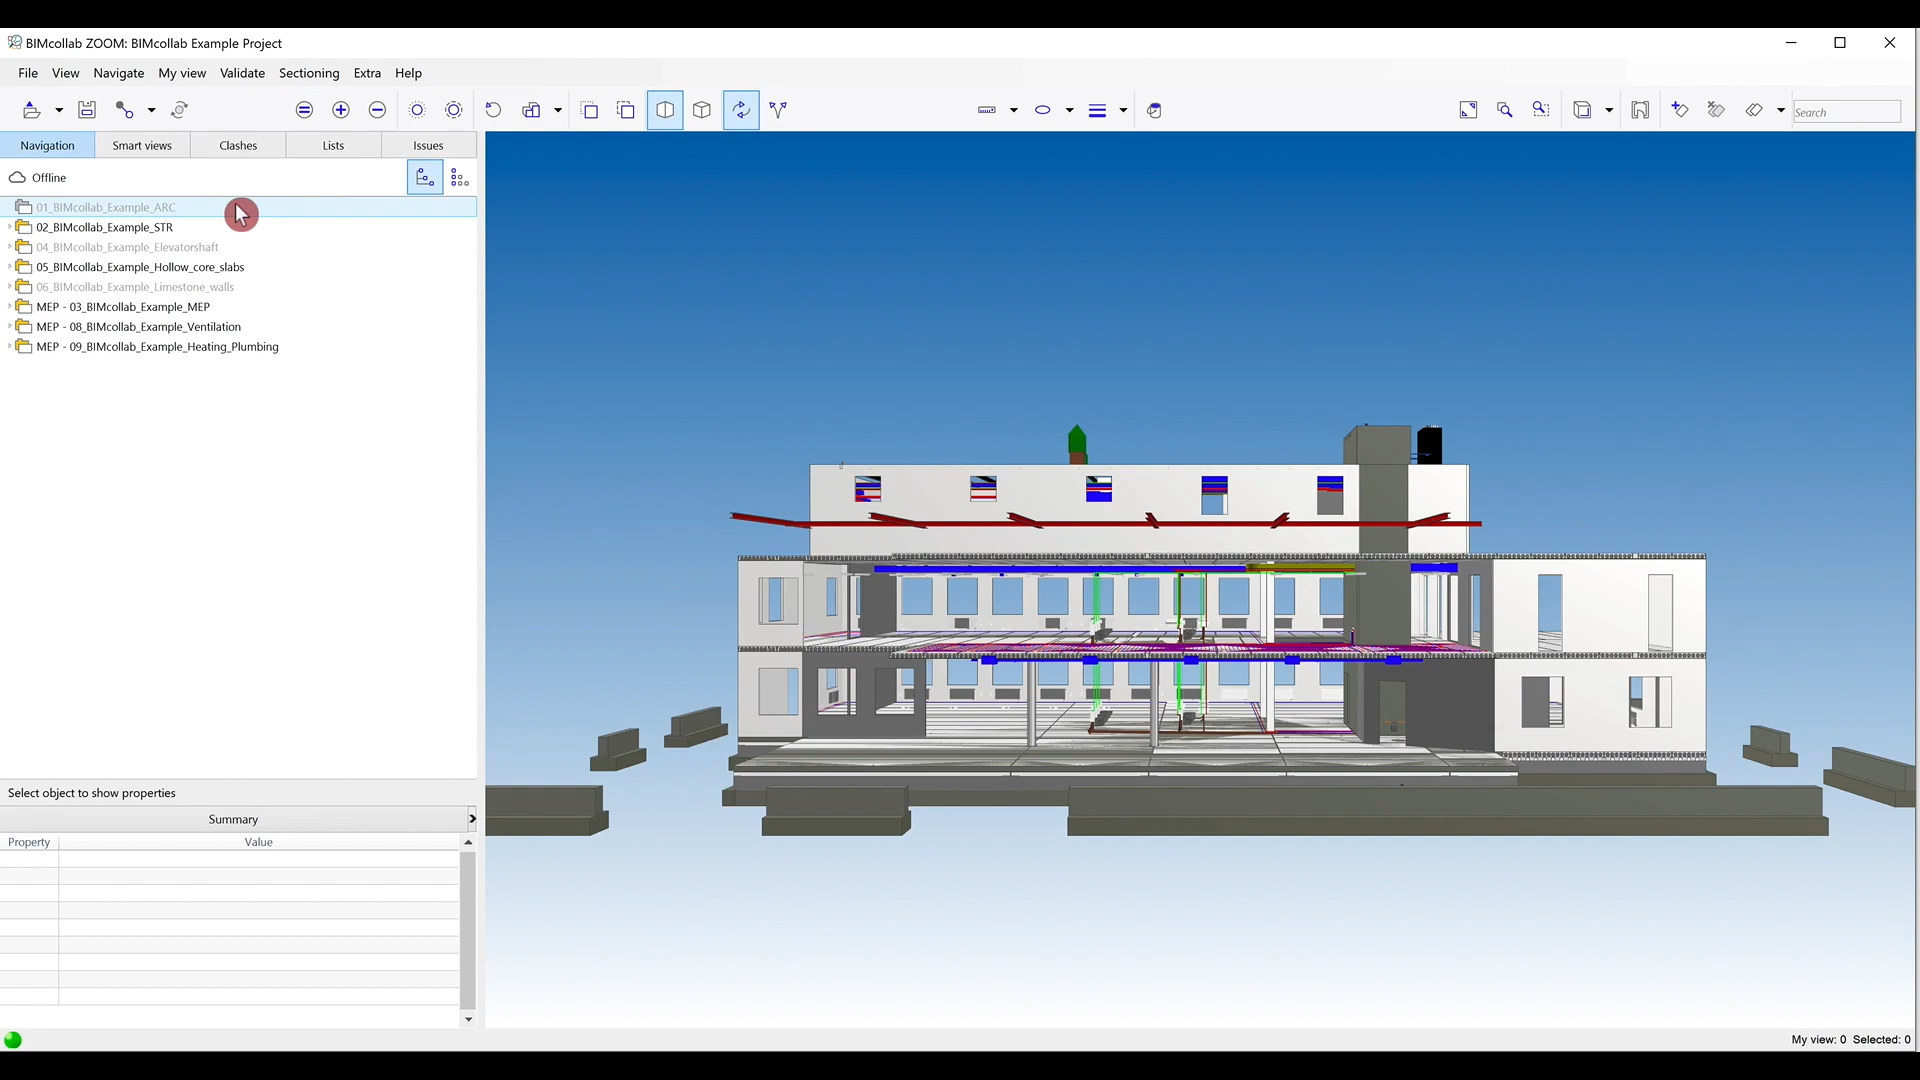 BIMcollab ZOOM: BIMcollab Example Project
File View Navigate My view Validate Sectioning Extra Help
Search
Navigation Smart views Clashes Lists Issues
Offline
01_BIMcollab_Example_ARC
02_BIMcollab_Example_STR
04_BIMcollab_Example_Elevatorshaft
05_BIMcollab_Example_Hollow_core_slabs
06_BIMcollab_Example_Limestone_walls
MEP - 03_BIMcollab_Example_MEP
MEP - 08_BIMcollab_Example_Ventilation
MEP - 09_BIMcollab_Example_Heating_Plumbing
Select object to show properties
Summary
Property Value
My view: 0 Selected: 0